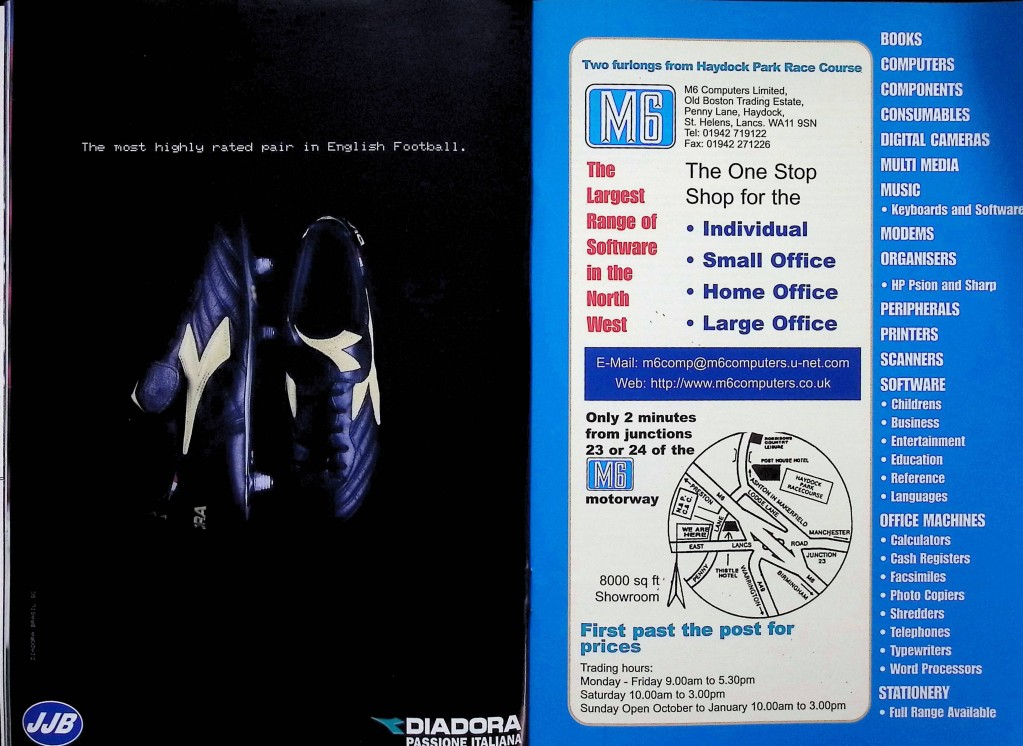 The most highly rated pair in English Football.
DIADORA BRASIL DC
JJB
DIADORA
PASSIONE ITALIANA
Two furlongs from Haydock Park Race Course
M6
M6 Computers Limited,
Old Boston Trading Estate,
Penny Lane, Haydock,
St. Helens, Lancs. WA11 9SN
Tel: 01942 719122
Fax: 01942 271226
The
Largest
Range of
Software
in the
North
West
The One Stop
Shop for the
• Individual
• Small Office
• Home Office
• Large Office
E-Mail: m6comp@m6computers.u-net.com
Web: http://www.m6computers.co.uk
Only 2 minutes
from junctions
23 or 24 of the
M6
motorway
COUNTRY
LEISURE
POST HOUSE HOTEL
HAYDOCK
PARK
RACECOURSE
PRESTON
M6
ASHTON IN MAKERFIELD
LODGE LANE
LANE
WE ARE
HERE
MANCHESTER
EAST
LANCS
ROAD
JUNCTION
23
PENNY
THISTLE
HOTEL
WARRINGTON
A49
BIRMINGHAM
M6
8000 sq ft
Showroom
First past the post for
prices
Trading hours:
Monday - Friday 9.00am to 5.30pm
Saturday 10.00am to 3.00pm
Sunday Open October to January 10.00am to 3.00pm
BOOKS
COMPUTERS
COMPONENTS
CONSUMABLES
DIGITAL CAMERAS
MULTI MEDIA
MUSIC
• Keyboards and Software
MODEMS
ORGANISERS
• HP Psion and Sharp
PERIPHERALS
PRINTERS
SCANNERS
SOFTWARE
• Childrens
• Business
• Entertainment
• Education
• Reference
• Languages
OFFICE MACHINES
• Calculators
• Cash Registers
• Facsimiles
• Photo Copiers
• Shredders
• Telephones
• Typewriters
• Word Processors
STATIONERY
• Full Range Available